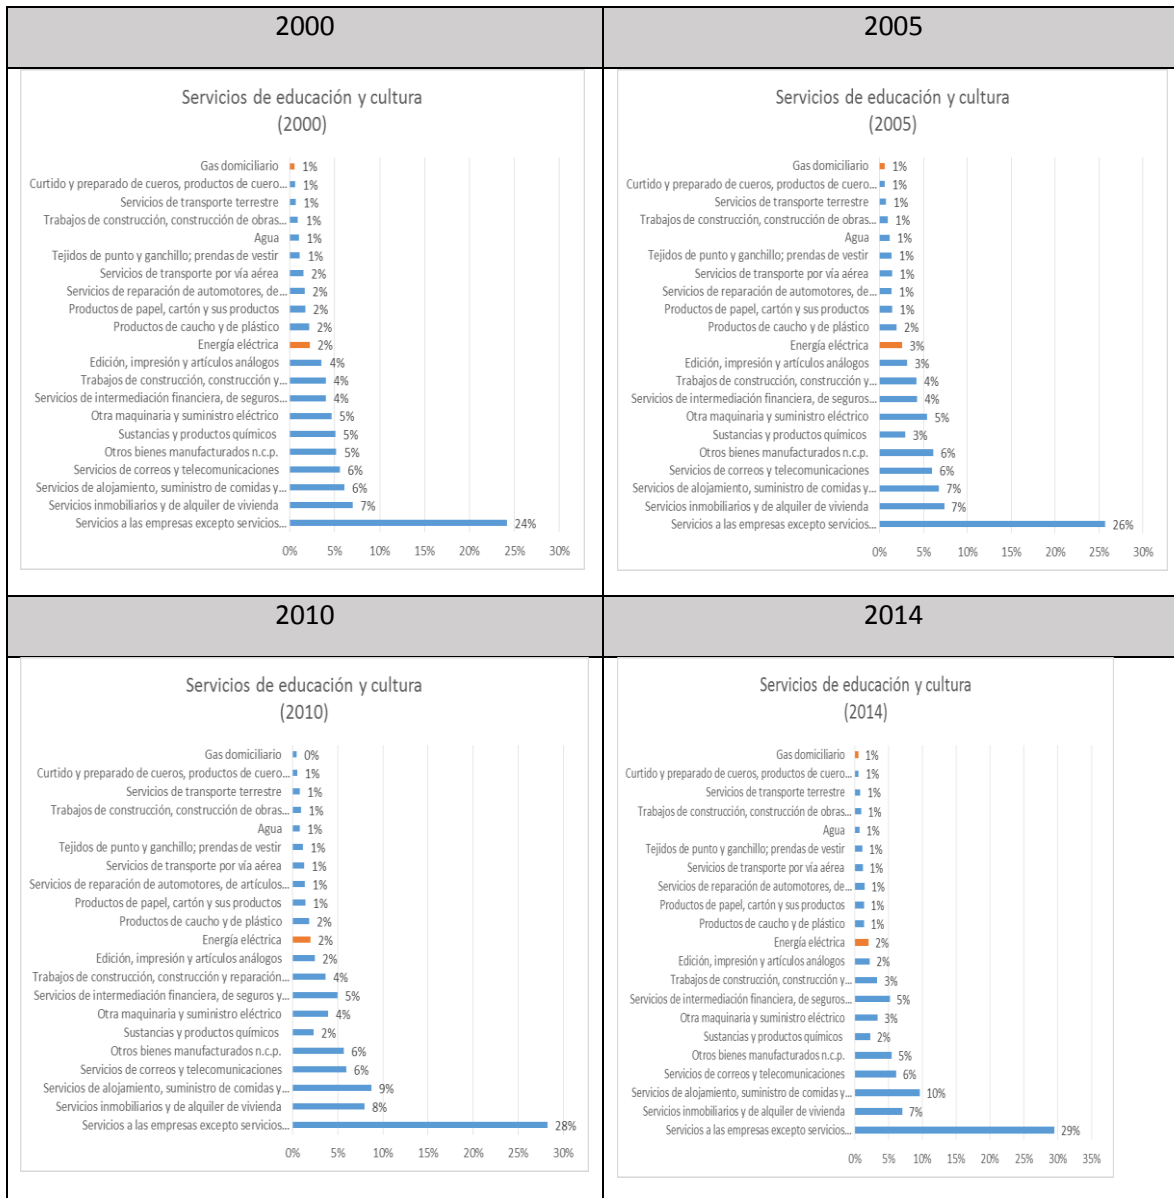 2000
2005
Servicios de educación y cultura
(2000)
Gas domiciliario 1%
Curtido y preparado de cueros, productos de cuero... 1%
Servicios de transporte terrestre 1%
Trabajos de construcción, construcción de obras... 1%
Agua 1%
Tejidos de punto y ganchillo; prendas de vestir 1%
Servicios de transporte por vía aérea 2%
Servicios de reparación de automotores, de... 2%
Productos de papel, cartón y sus productos 2%
Productos de caucho y de plástico 2%
Energía eléctrica 2%
Edición, impresión y artículos análogos 4%
Trabajos de construcción, construcción y... 4%
Servicios de intermediación financiera, de seguros... 4%
Otra maquinaria y suministro eléctrico 5%
Sustancias y productos químicos 5%
Otros bienes manufacturados n.c.p. 5%
Servicios de correos y telecomunicaciones 6%
Servicios de alojamiento, suministro de comidas y... 6%
Servicios inmobiliarios y de alquiler de vivienda 7%
Servicios a las empresas excepto servicios... 24%
0% 5% 10% 15% 20% 25% 30%
Servicios de educación y cultura
(2005)
Gas domiciliario 1%
Curtido y preparado de cueros, productos de cuero... 1%
Servicios de transporte terrestre 1%
Trabajos de construcción, construcción de obras... 1%
Agua 1%
Tejidos de punto y ganchillo; prendas de vestir 1%
Servicios de transporte por vía aérea 1%
Servicios de reparación de automotores, de... 1%
Productos de papel, cartón y sus productos 1%
Productos de caucho y de plástico 2%
Energía eléctrica 3%
Edición, impresión y artículos análogos 3%
Trabajos de construcción, construcción y... 4%
Servicios de intermediación financiera, de seguros... 4%
Otra maquinaria y suministro eléctrico 5%
Sustancias y productos químicos 3%
Otros bienes manufacturados n.c.p. 6%
Servicios de correos y telecomunicaciones 6%
Servicios de alojamiento, suministro de comidas y... 7%
Servicios inmobiliarios y de alquiler de vivienda 7%
Servicios a las empresas excepto servicios... 26%
0% 5% 10% 15% 20% 25% 30%
2010
2014
Servicios de educación y cultura
(2010)
Gas domiciliario 0%
Curtido y preparado de cueros, productos de cuero... 1%
Servicios de transporte terrestre 1%
Trabajos de construcción, construcción de obras... 1%
Agua 1%
Tejidos de punto y ganchillo; prendas de vestir 1%
Servicios de transporte por vía aérea 1%
Servicios de reparación de automotores, de artículos... 1%
Productos de papel, cartón y sus productos 1%
Productos de caucho y de plástico 2%
Energía eléctrica 2%
Edición, impresión y artículos análogos 2%
Trabajos de construcción, construcción y reparación... 4%
Servicios de intermediación financiera, de seguros y... 5%
Otra maquinaria y suministro eléctrico 4%
Sustancias y productos químicos 2%
Otros bienes manufacturados n.c.p. 6%
Servicios de correos y telecomunicaciones 6%
Servicios de alojamiento, suministro de comidas y... 9%
Servicios inmobiliarios y de alquiler de vivienda 8%
Servicios a las empresas excepto servicios... 28%
0% 5% 10% 15% 20% 25% 30%
Servicios de educación y cultura
(2014)
Gas domiciliario 1%
Curtido y preparado de cueros, productos de cuero... 1%
Servicios de transporte terrestre 1%
Trabajos de construcción, construcción de obras... 1%
Agua 1%
Tejidos de punto y ganchillo; prendas de vestir 1%
Servicios de transporte por vía aérea 1%
Servicios de reparación de automotores, de... 1%
Productos de papel, cartón y sus productos 1%
Productos de caucho y de plástico 1%
Energía eléctrica 2%
Edición, impresión y artículos análogos 2%
Trabajos de construcción, construcción y... 3%
Servicios de intermediación financiera, de seguros... 5%
Otra maquinaria y suministro eléctrico 3%
Sustancias y productos químicos 2%
Otros bienes manufacturados n.c.p. 5%
Servicios de correos y telecomunicaciones 6%
Servicios de alojamiento, suministro de comidas y... 10%
Servicios inmobiliarios y de alquiler de vivienda 7%
Servicios a las empresas excepto servicios... 29%
0% 5% 10% 15% 20% 25% 30% 35%